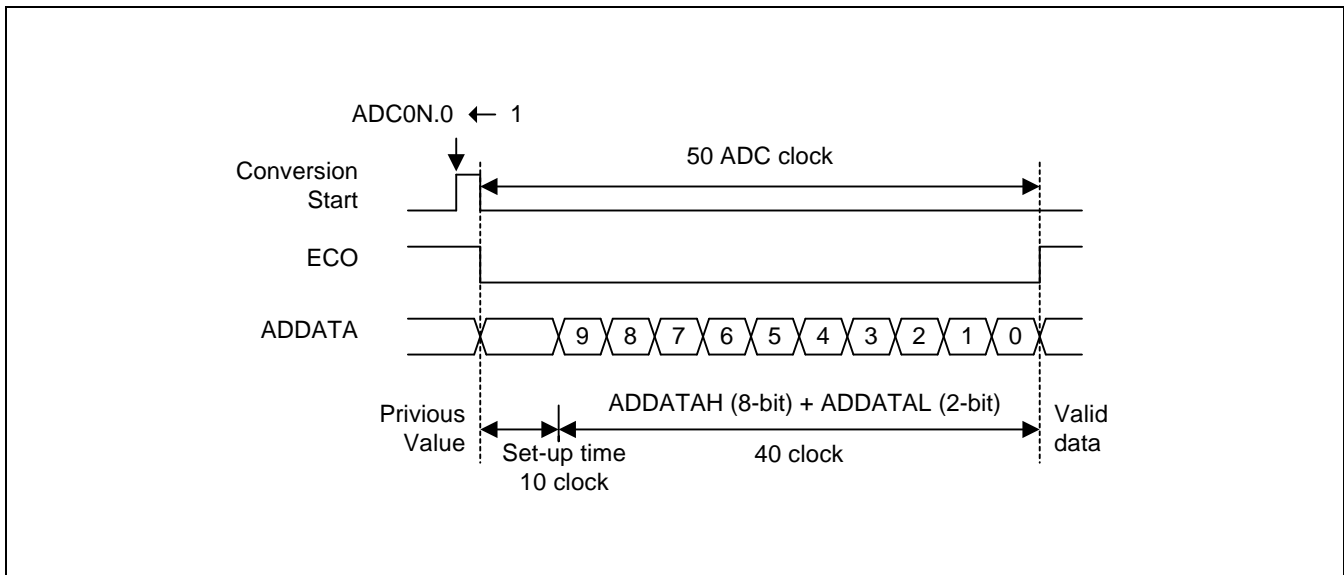 ADC0N.0 ← 1
50 ADC clock
Conversion
Start
ECO
ADDATA
9 8 7 6 5 4 3 2 1 0
Privious
Value
ADDATAH (8-bit) + ADDATAL (2-bit)
Valid
data
Set-up time
10 clock
40 clock